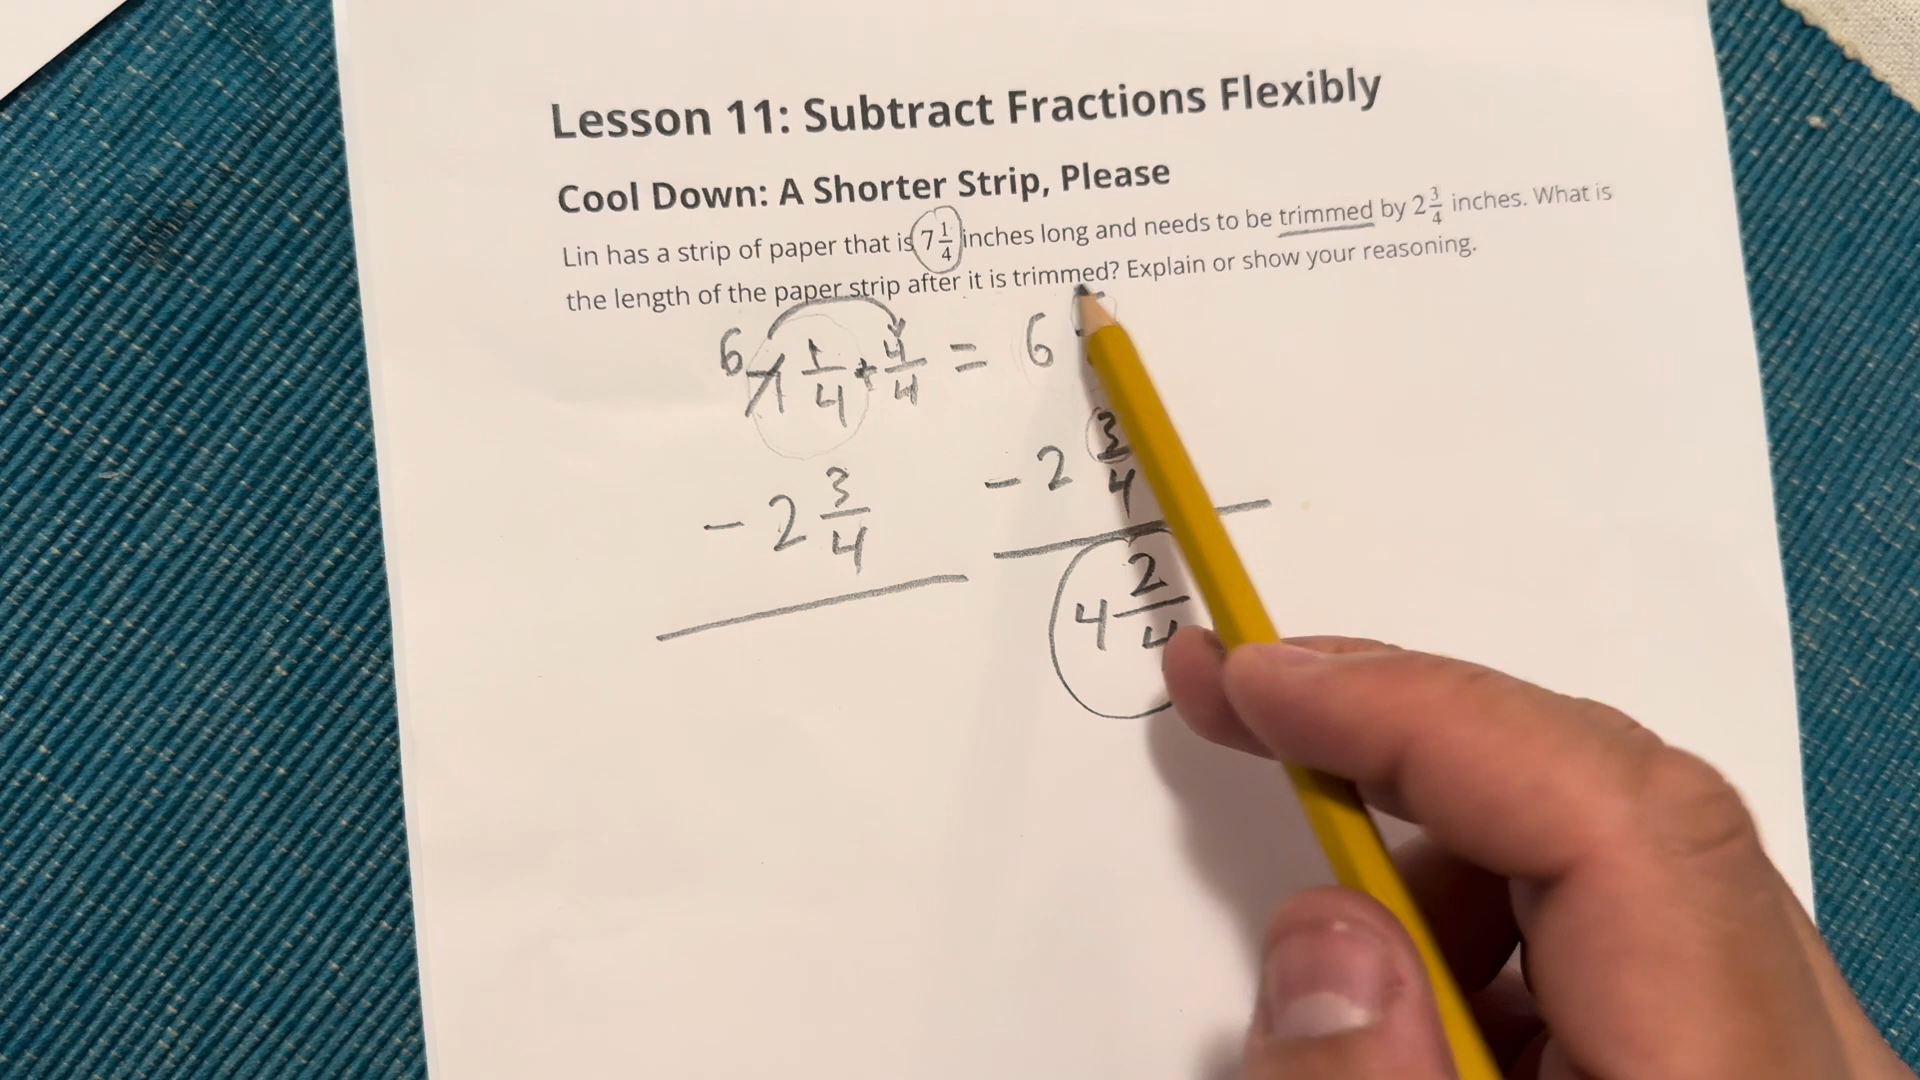 Lesson 11: Subtract Fractions Flexibly
Cool Down: A Shorter Strip, Please
Lin has a strip of paper that is 7 1/4 inches long and needs to be trimmed by 2 3/4 inches. What is
the length of the paper strip after it is trimmed? Explain or show your reasoning.
6 7 1/4 + 4/4 = 6
- 2 3/4
- 2 3/4
4 2/4